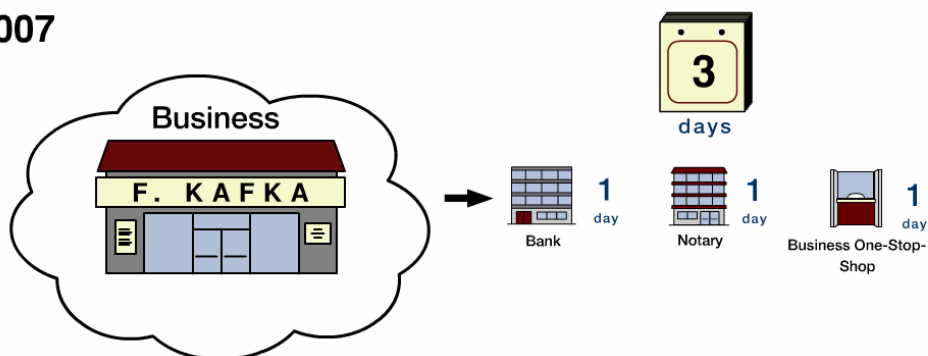 007
Business
F. KAFKA
3
days
1
day
Bank
1
day
Notary
1
day
Business One-Stop-
Shop